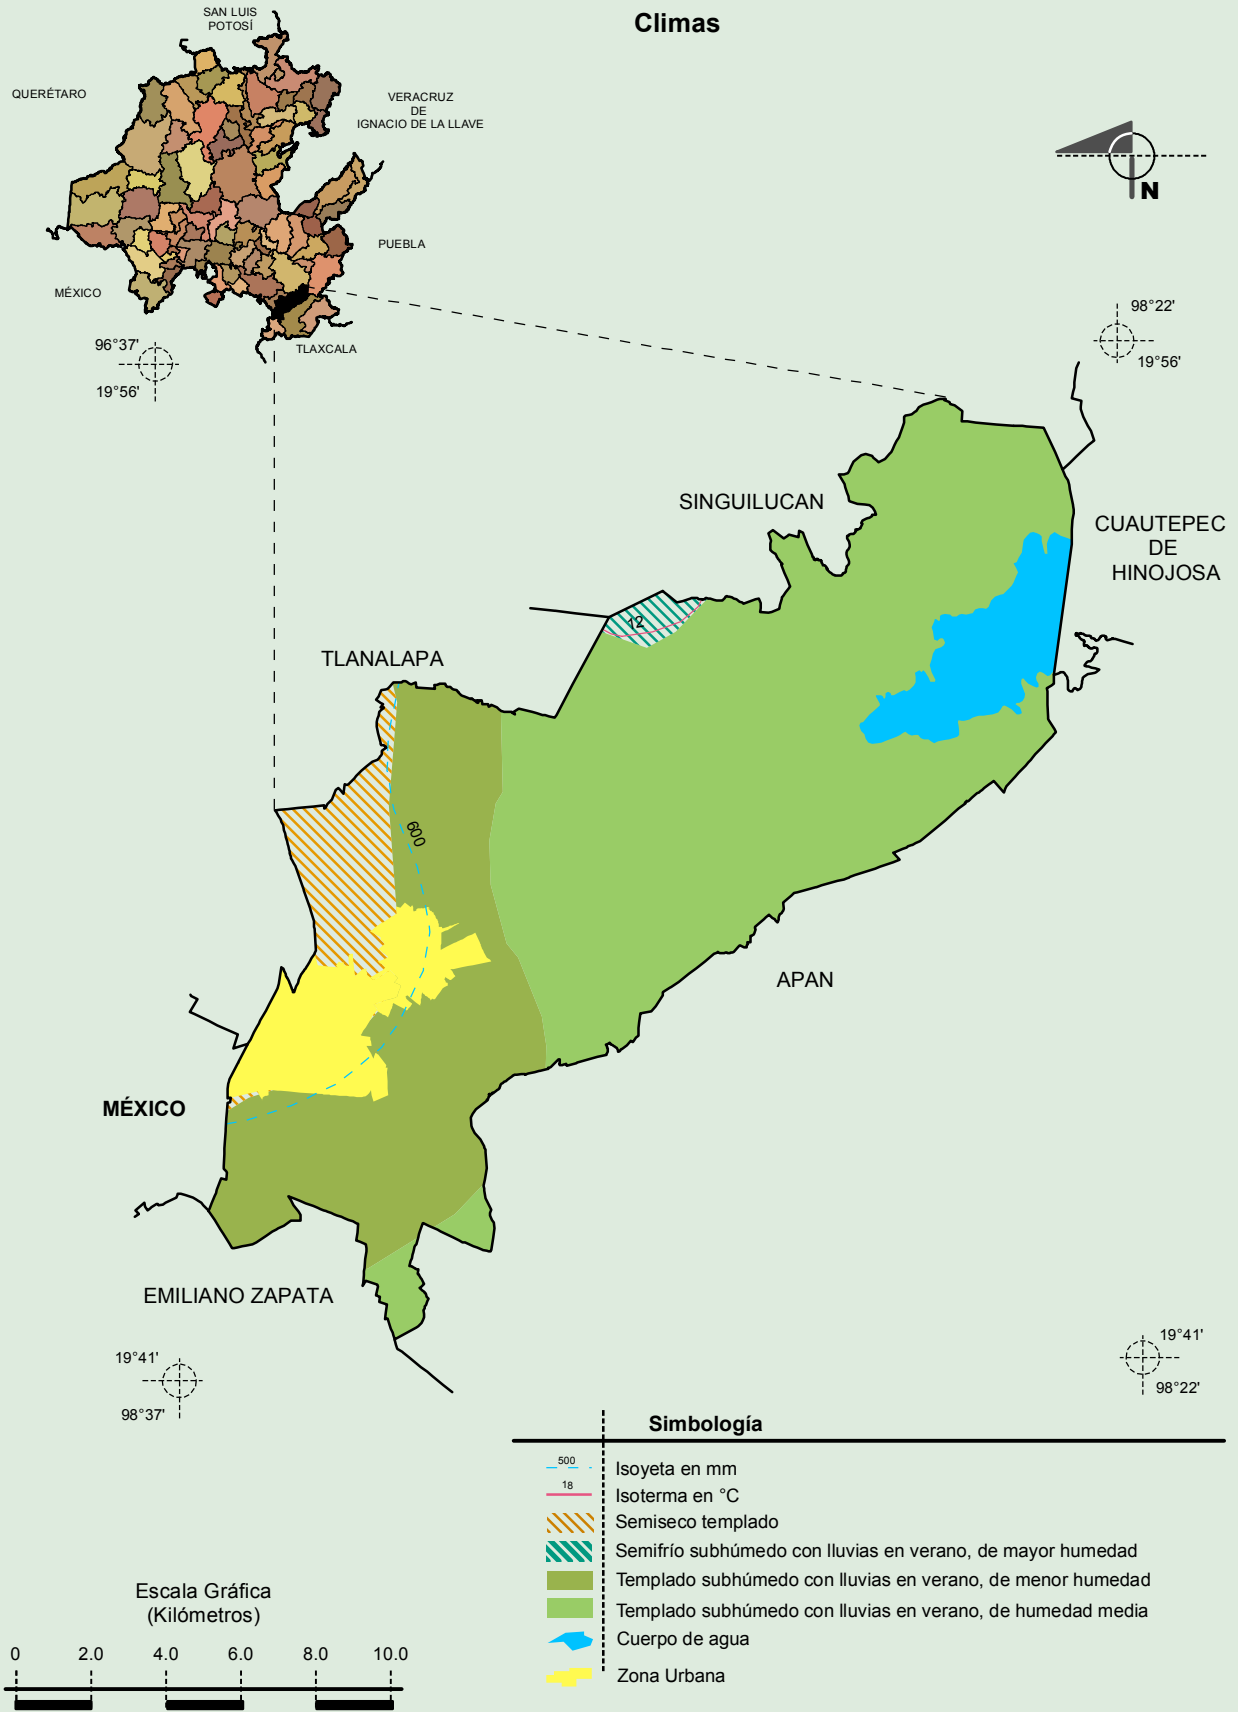 Climas
SAN LUIS
POTOSÍ
QUERÉTARO
VERACRUZ
DE
IGNACIO DE LA LLAVE
N
PUEBLA
MÉXICO
TLAXCALA
96°37'
19°56'
98°22'
19°56'
SINGUILUCAN
CUAUTEPEC
DE
HINOJOSA
12
TLANALAPA
600
APAN
MÉXICO
EMILIANO ZAPATA
19°41'
98°37'
19°41'
98°22'
Simbología
500
Isoyeta en mm
18
Isoterma en °C
Semiseco templado
Semifrío subhúmedo con lluvias en verano, de mayor humedad
Templado subhúmedo con lluvias en verano, de menor humedad
Templado subhúmedo con lluvias en verano, de humedad media
Cuerpo de agua
Zona Urbana
Escala Gráfica
(Kilómetros)
0 2.0 4.0 6.0 8.0 10.0